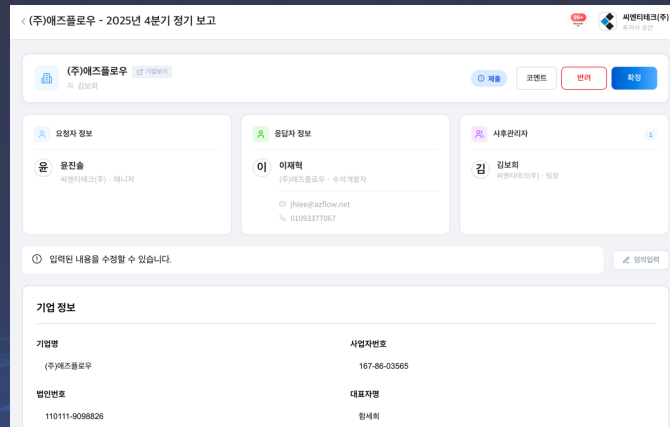 < (주)애즈플로우 - 2025년 4분기 정기 보고
99+
씨엔티테크(주)
투자사 공간
(주)애즈플로우 기업보기
김보희
제출 코멘트 반려 확정
요청자 정보
윤 윤진솔
씨엔티테크(주) · 매니저
응답자 정보
이 이재혁
(주)애즈플로우 · 수석개발자
jhlee@azflow.net
01093377067
사후관리자 1
김 김보희
씨엔티테크(주) · 팀장
입력된 내용을 수정할 수 있습니다.
임의입력
기업 정보
기업명 사업자번호
(주)애즈플로우 167-86-03565
법인번호 대표자명
110111-9098826 함세희